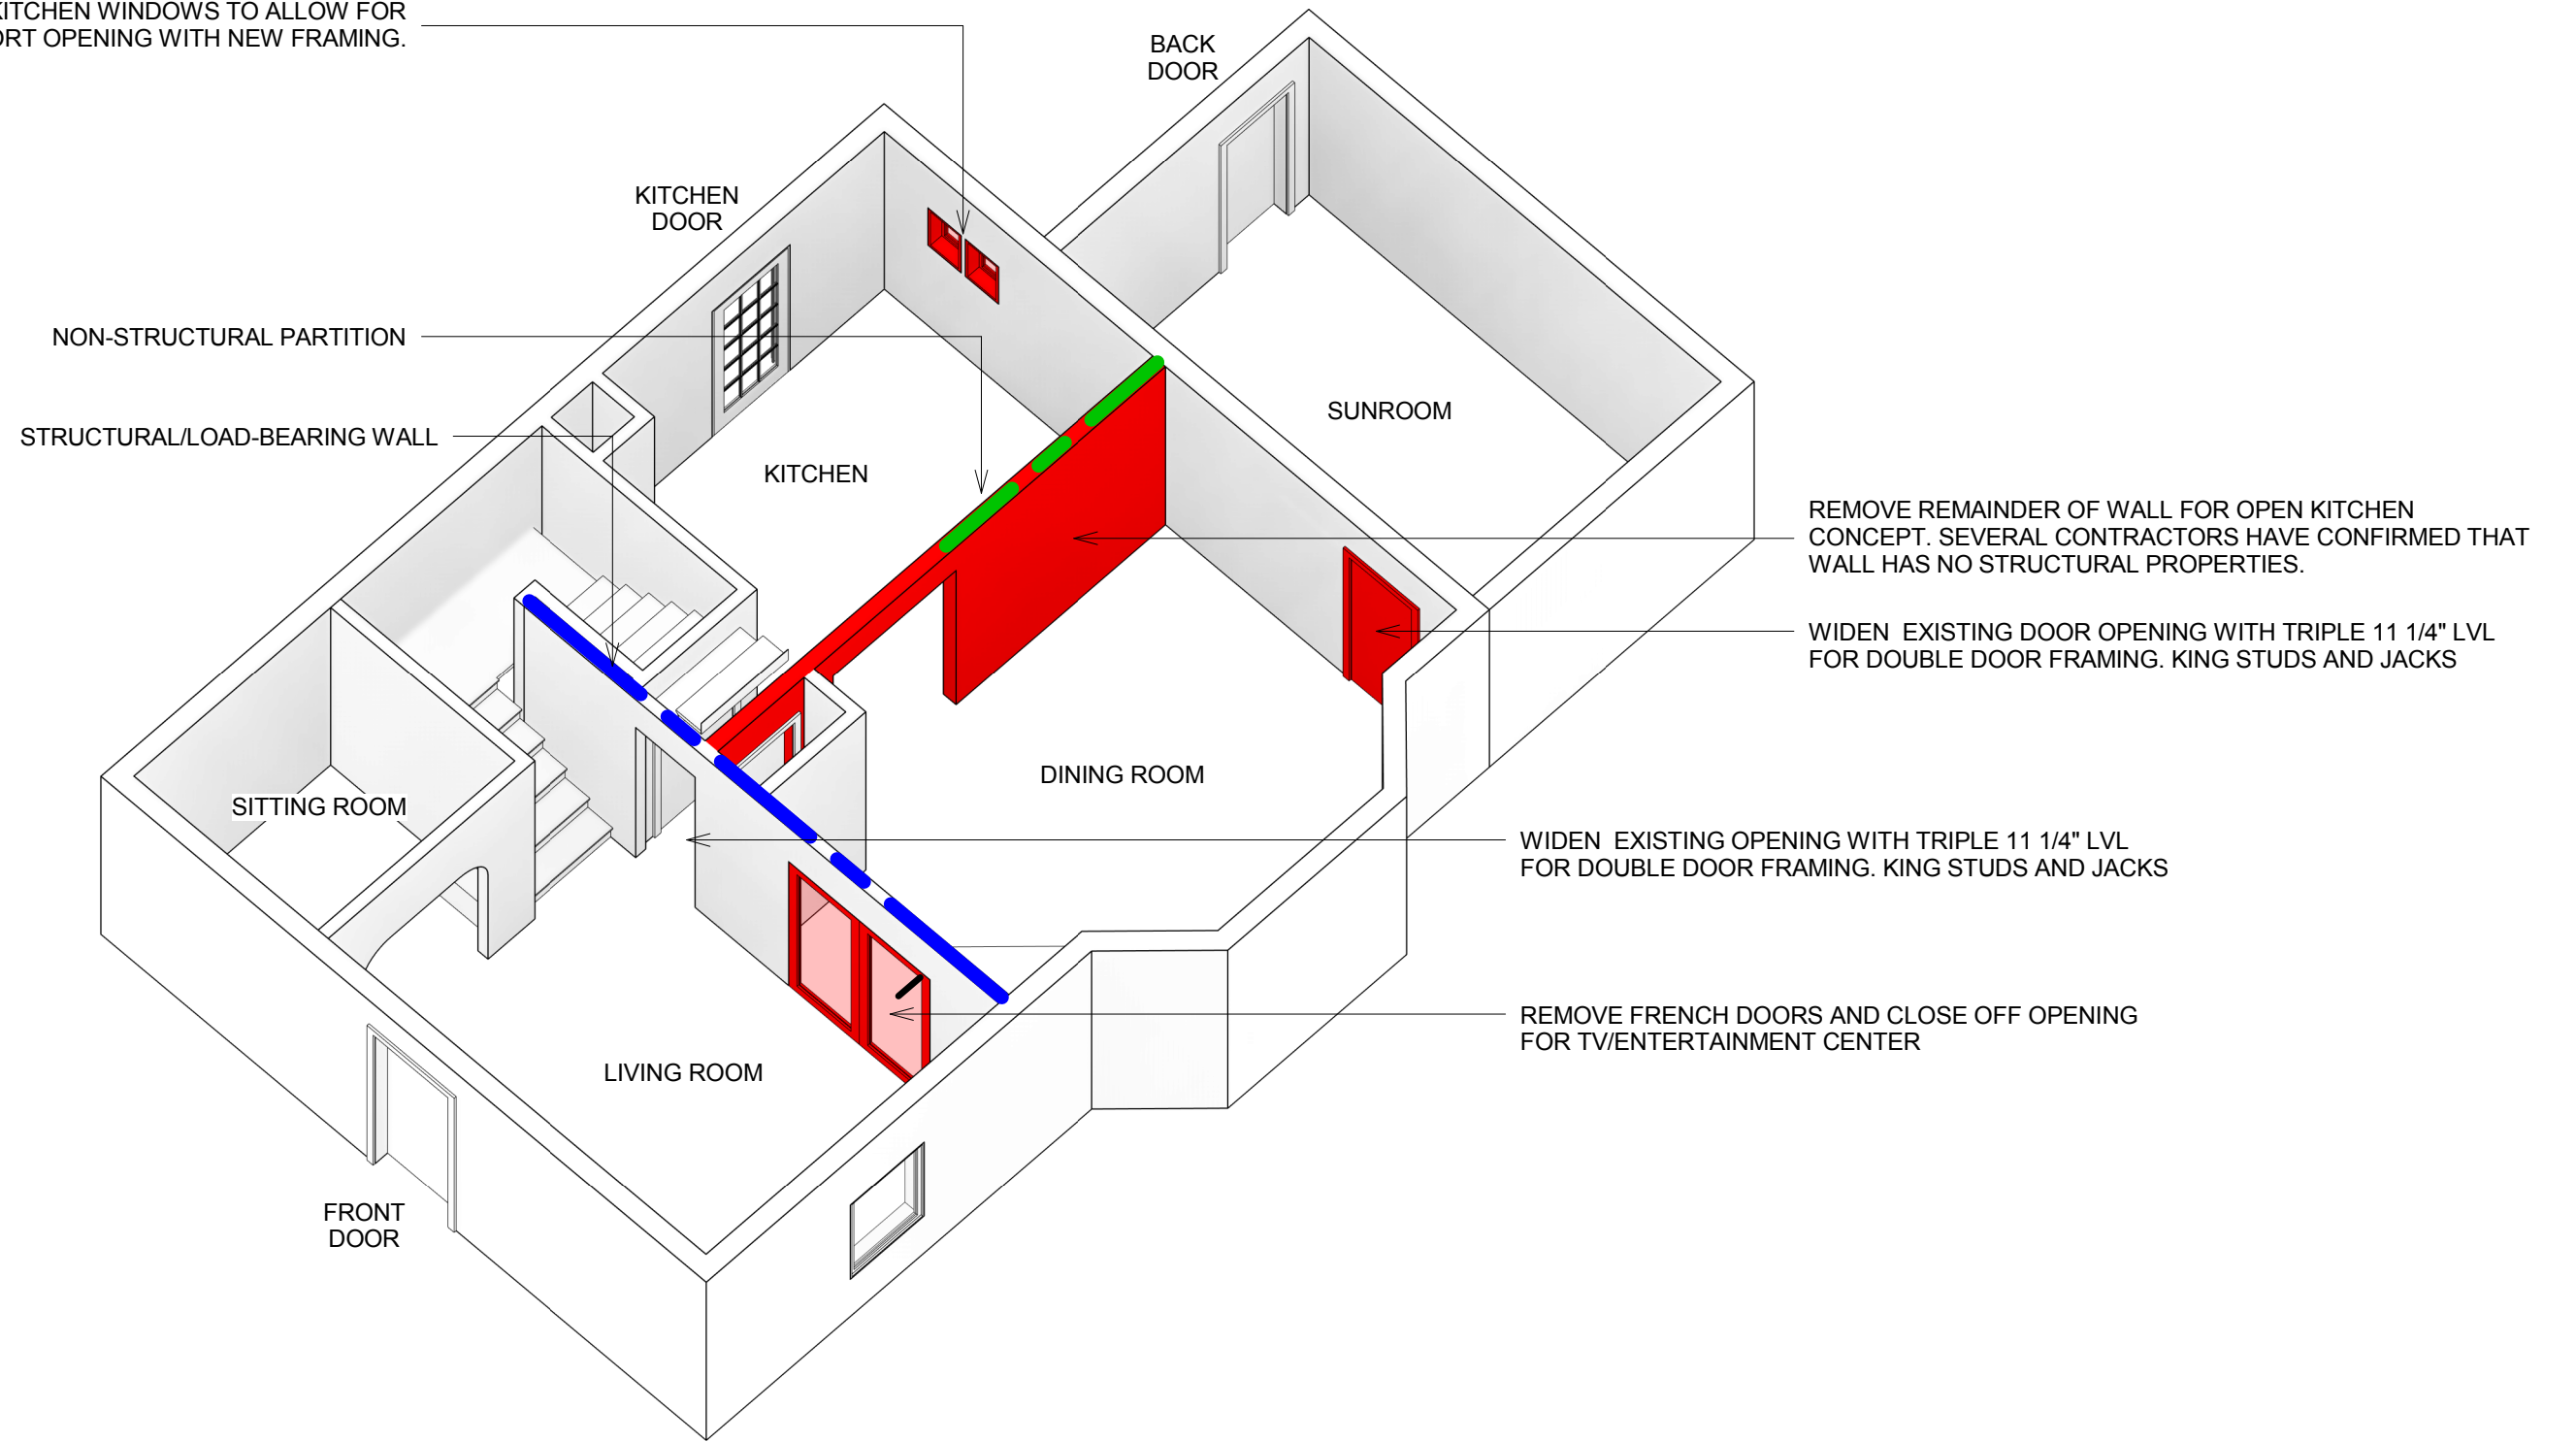 KITCHEN WINDOWS TO ALLOW FOR
OPENING WITH NEW FRAMING.
BACK
DOOR
KITCHEN
DOOR
NON-STRUCTURAL PARTITION
STRUCTURAL/LOAD-BEARING WALL
KITCHEN
SUNROOM
REMOVE REMAINDER OF WALL FOR OPEN KITCHEN
CONCEPT. SEVERAL CONTRACTORS HAVE CONFIRMED THAT
WALL HAS NO STRUCTURAL PROPERTIES.
WIDEN  EXISTING DOOR OPENING WITH TRIPLE 11 1/4" LVL
FOR DOUBLE DOOR FRAMING. KING STUDS AND JACKS
SITTING ROOM
DINING ROOM
WIDEN  EXISTING OPENING WITH TRIPLE 11 1/4" LVL
FOR DOUBLE DOOR FRAMING. KING STUDS AND JACKS
REMOVE FRENCH DOORS AND CLOSE OFF OPENING
FOR TV/ENTERTAINMENT CENTER
LIVING ROOM
FRONT
DOOR